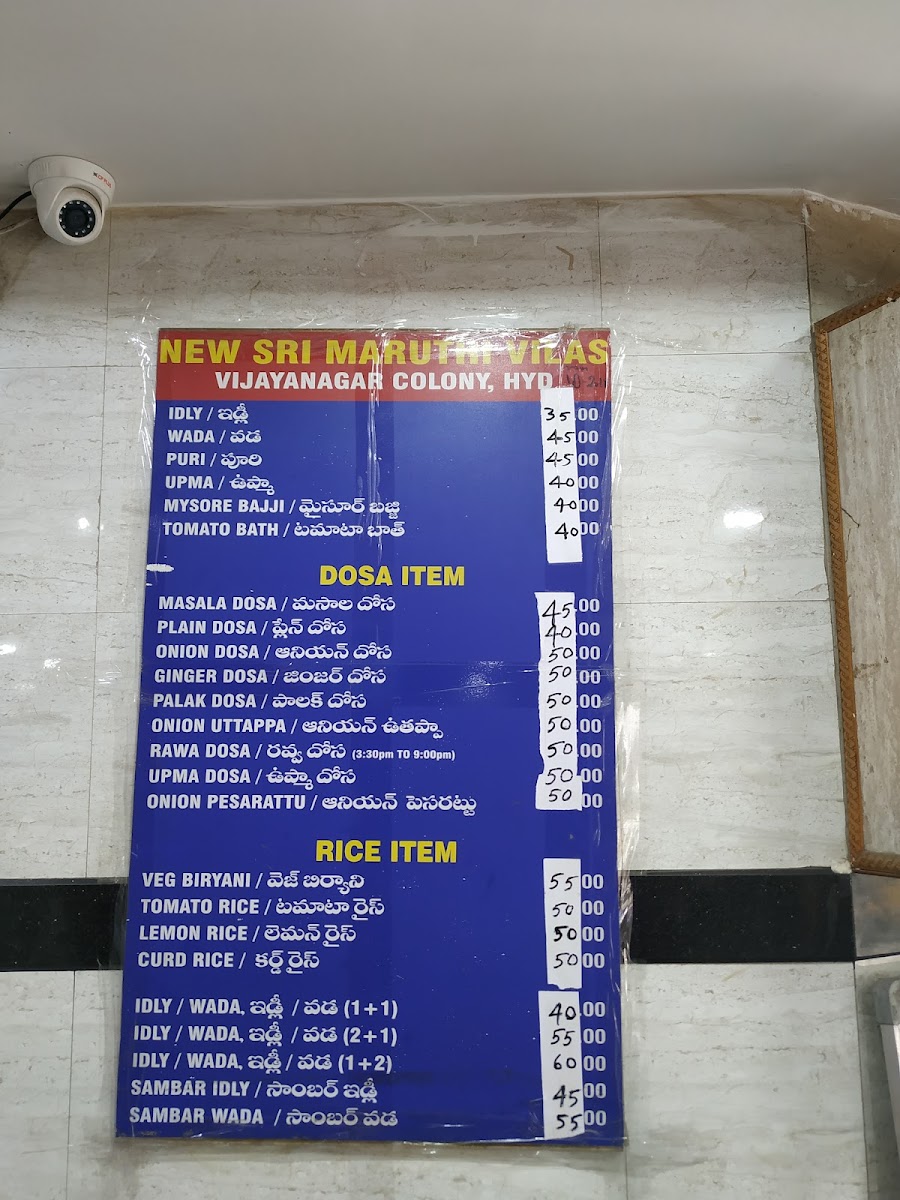 CP PLUS
NEW SRI MARUTHI VILAS
VIJAYANAGAR COLONY, HYD
IDLY / ఇడ్లీ 35.00
WADA / వడ 45.00
PURI / పూరి 45.00
UPMA / ఉప్మా 40.00
MYSORE BAJJI / మైసూర్ బజ్జి 40.00
TOMATO BATH / టమాటా బాత్ 40.00
DOSA ITEM
MASALA DOSA / మసాల దోస 45.00
PLAIN DOSA / ప్లేన్ దోస 40.00
ONION DOSA / ఆనియన్ దోస 50.00
GINGER DOSA / జింజర్ దోస 50.00
PALAK DOSA / పాలక్ దోస 50.00
ONION UTTAPPA / ఆనియన్ ఉతప్పా 50.00
RAWA DOSA / రవ్వ దోస (3:30pm TO 9:00pm) 50.00
UPMA DOSA / ఉప్మా దోస 50.00
ONION PESARATTU / ఆనియన్ పెసరట్టు 50.00
RICE ITEM
VEG BIRYANI / వెజ్ బిర్యాని 55.00
TOMATO RICE / టమాటా రైస్ 50.00
LEMON RICE / లెమన్ రైస్ 50.00
CURD RICE / కర్డ్ రైస్ 50.00
IDLY / WADA, ఇడ్లీ / వడ (1+1) 40.00
IDLY / WADA, ఇడ్లీ / వడ (2+1) 55.00
IDLY / WADA, ఇడ్లీ / వడ (1+2) 60.00
SAMBAR IDLY / సాంబర్ ఇడ్లీ 45.00
SAMBAR WADA / సాంబర్ వడ 55.00